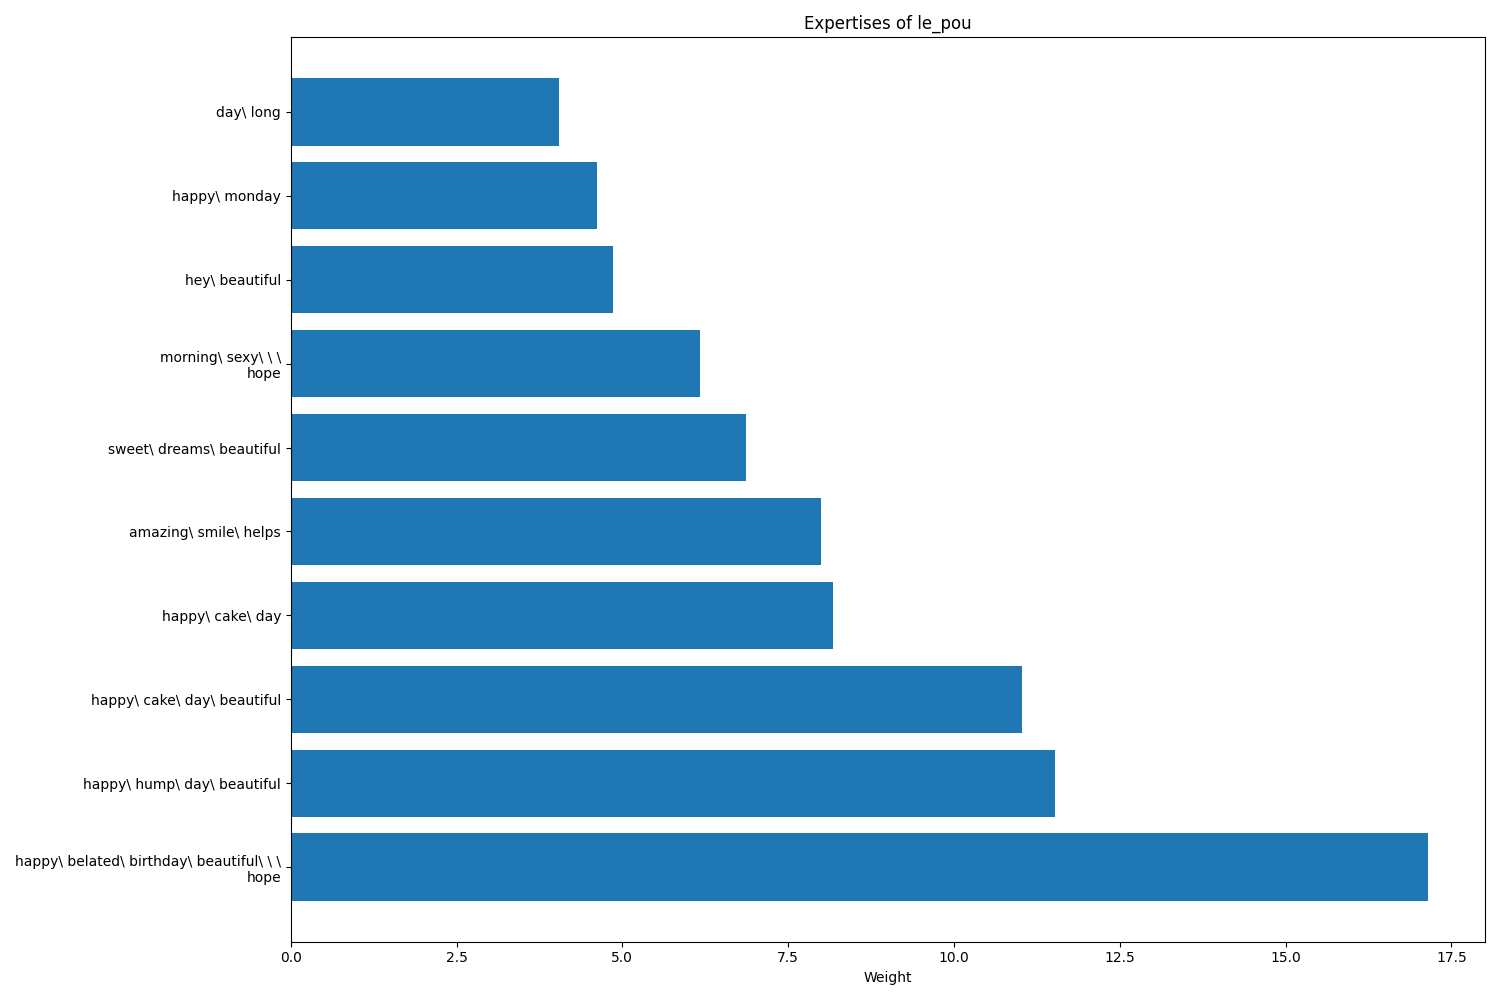 Expertises of le_pou
day\ long
happy\ monday
hey\ beautiful
morning\ sexy\ \ \
hope
sweet\ dreams\ beautiful
amazing\ smile\ helps
happy\ cake\ day
happy\ cake\ day\ beautiful
happy\ hump\ day\ beautiful
happy\ belated\ birthday\ beautiful\ \ \
hope
0.0 2.5 5.0 7.5 10.0 12.5 15.0 17.5
Weight